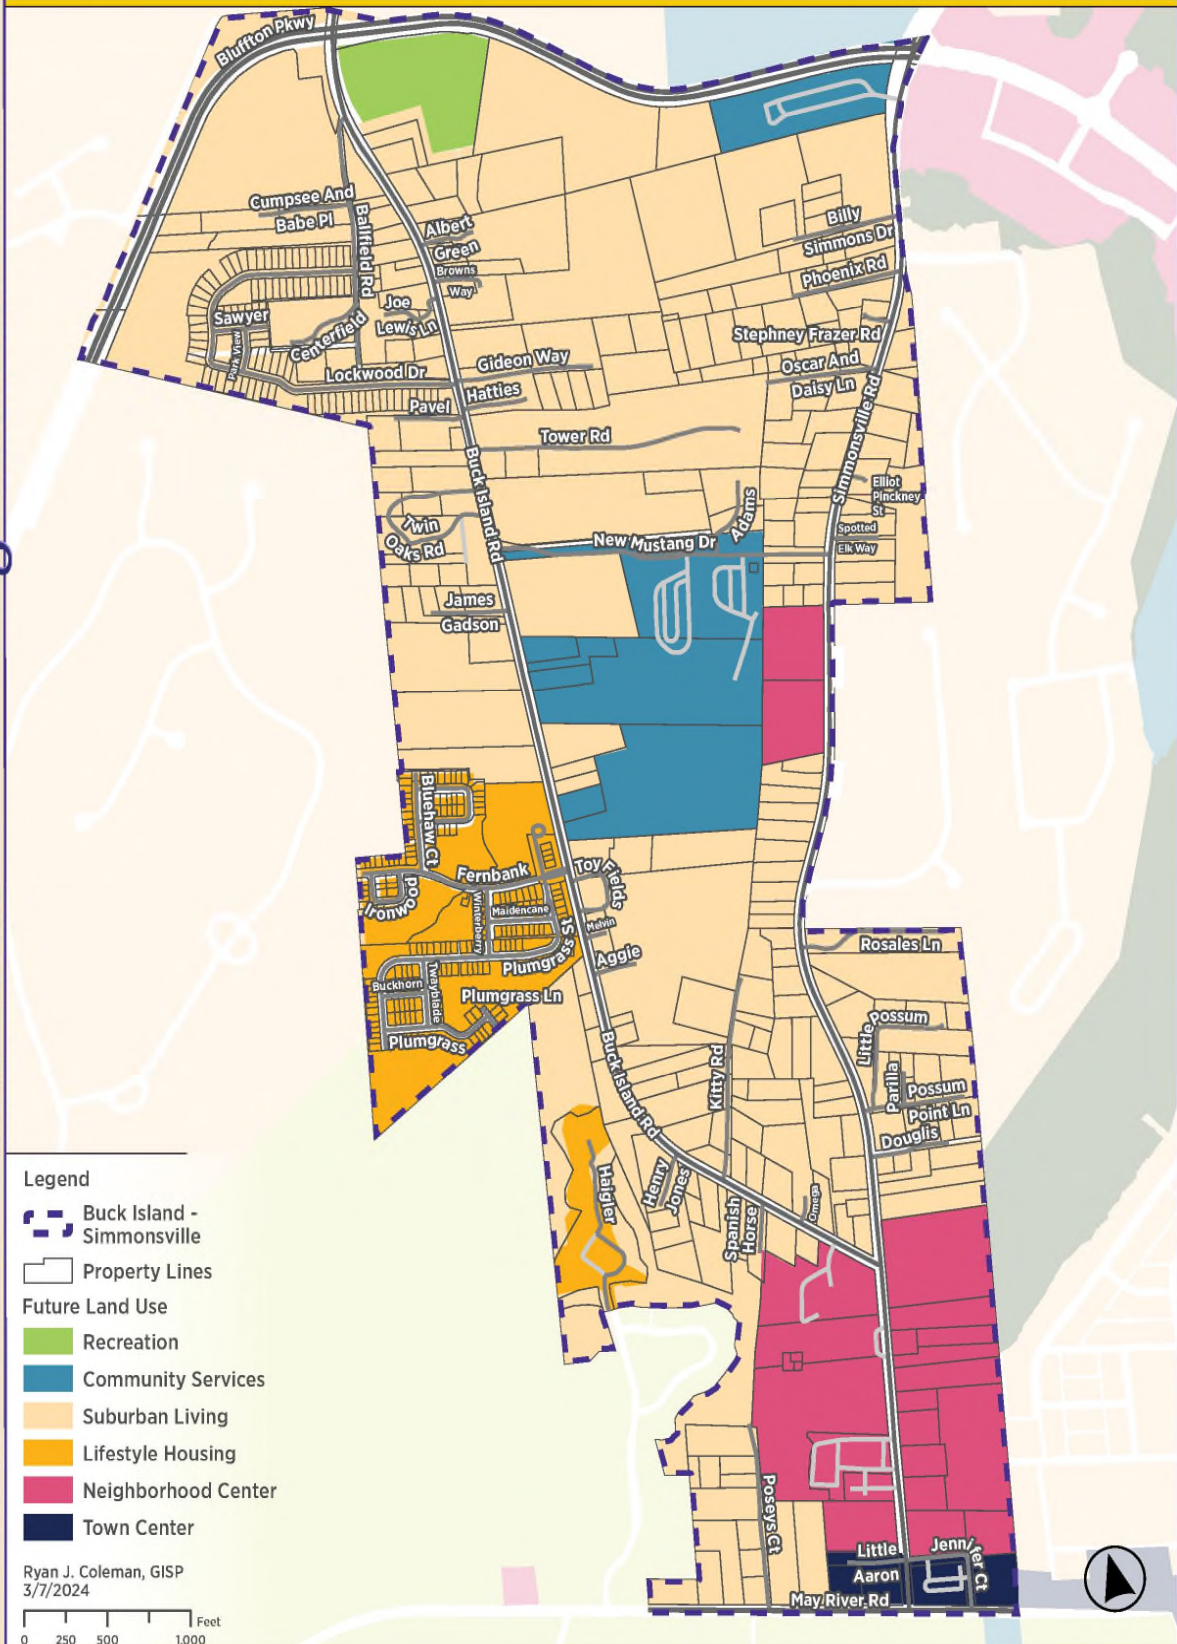 Bluffton Pkwy
Cumpsee And
Babe Pl
Ballfield Rd
Albert
Green
Browns
Way
Billy
Simmons Dr
Phoenix Rd
Sawyer
Park View
Centerfield
Joe
Lewis Ln
Stephney Frazer Rd
Oscar And
Daisy Ln
Lockwood Dr
Gideon Way
Hatties
Pavel
Tower Rd
Buck Island Rd
Simmonsville Rd
Elliot
Pinckney
St
Spotted
Elk Way
Twin
Oaks Rd
New Mustang Dr
Adams
James
Gadson
Bluehaw Ct
Fernbank
Toy Fields
Ironwood
Winterberry
Maidencane
Melvin
Plumgrass St
Aggie
Buckhorn
Twayblade
Plumgrass Ln
Plumgrass
Rosales Ln
Little Possum
Parilla
Possum
Point Ln
Douglis
Buck Island Rd
Kitty Rd
Haigler
Henry
Jones
Spanish
Horse
Omega
Poseys Ct
Little
Aaron
Jennifer Ct
May River Rd
Legend
Buck Island -
Simmonsville
Property Lines
Future Land Use
Recreation
Community Services
Suburban Living
Lifestyle Housing
Neighborhood Center
Town Center
Ryan J. Coleman, GISP
3/7/2024
Feet
0 250 500 1,000